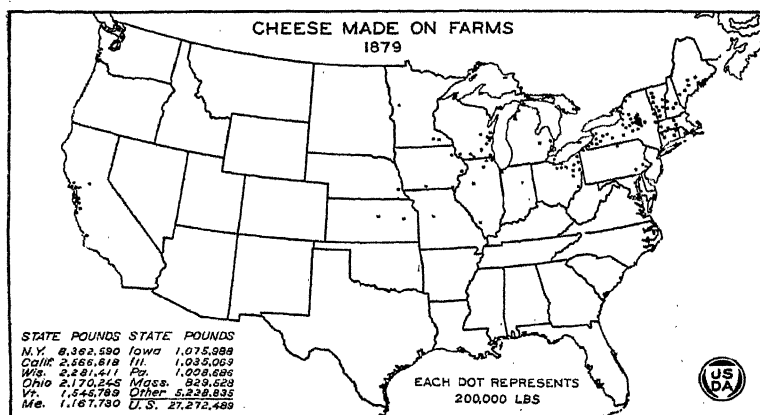 CHEESE MADE ON FARMS
1879
STATE POUNDS STATE POUNDS
N.Y. 8,362,590 Iowa 1,075,988
Calif. 2,566,618 Ill. 1,035,069
Wis. 2,281,411 Pa. 1,008,686
Ohio 2,170,245 Mass. 829,528
Vt. 1,545,789 Other 5,228,835
Me. 1,167,730 U.S. 27,272,489
EACH DOT REPRESENTS
200,000 LBS
US
DA